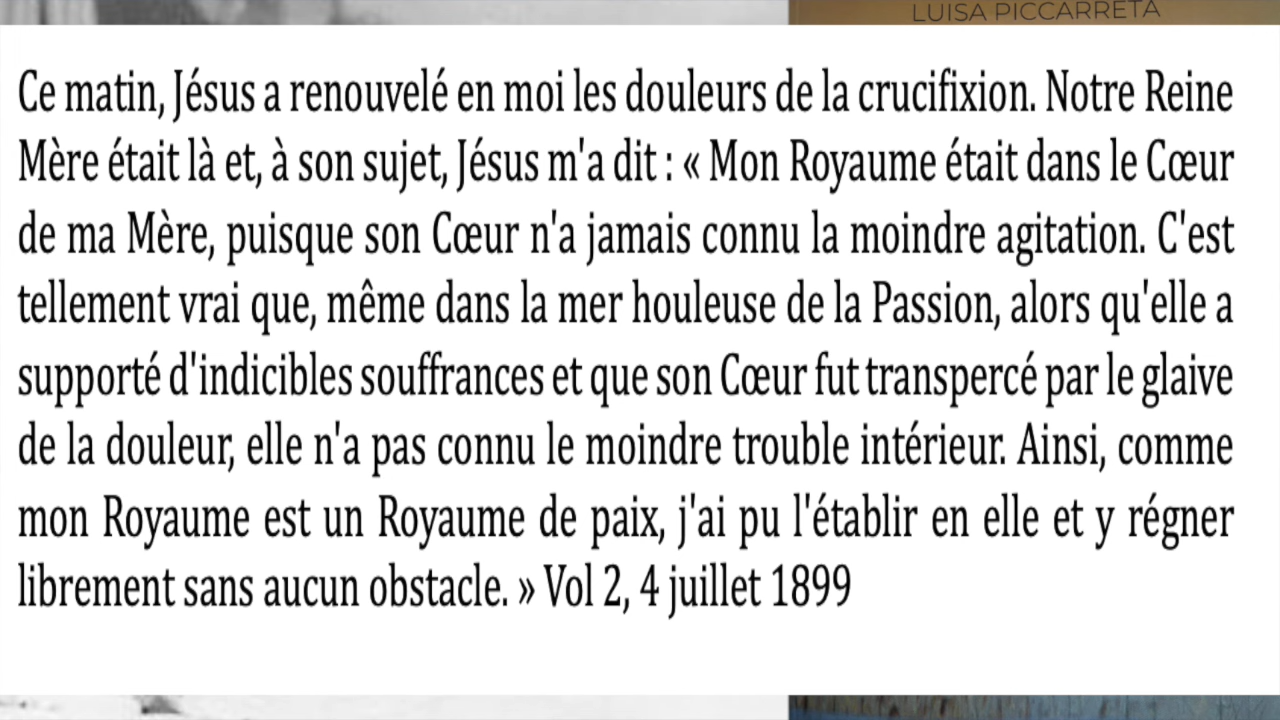 LUISA PICCARRETA
Ce matin, Jésus a renouvelé en moi les douleurs de la crucifixion. Notre Reine
Mère était là et, à son sujet, Jésus m'a dit : « Mon Royaume était dans le Cœur
de ma Mère, puisque son Cœur n'a jamais connu la moindre agitation. C'est
tellement vrai que, même dans la mer houleuse de la Passion, alors qu'elle a
supporté d'indicibles souffrances et que son Cœur fut transpercé par le glaive
de la douleur, elle n'a pas connu le moindre trouble intérieur. Ainsi, comme
mon Royaume est un Royaume de paix, j'ai pu l'établir en elle et y régner
librement sans aucun obstacle. » Vol 2, 4 juillet 1899